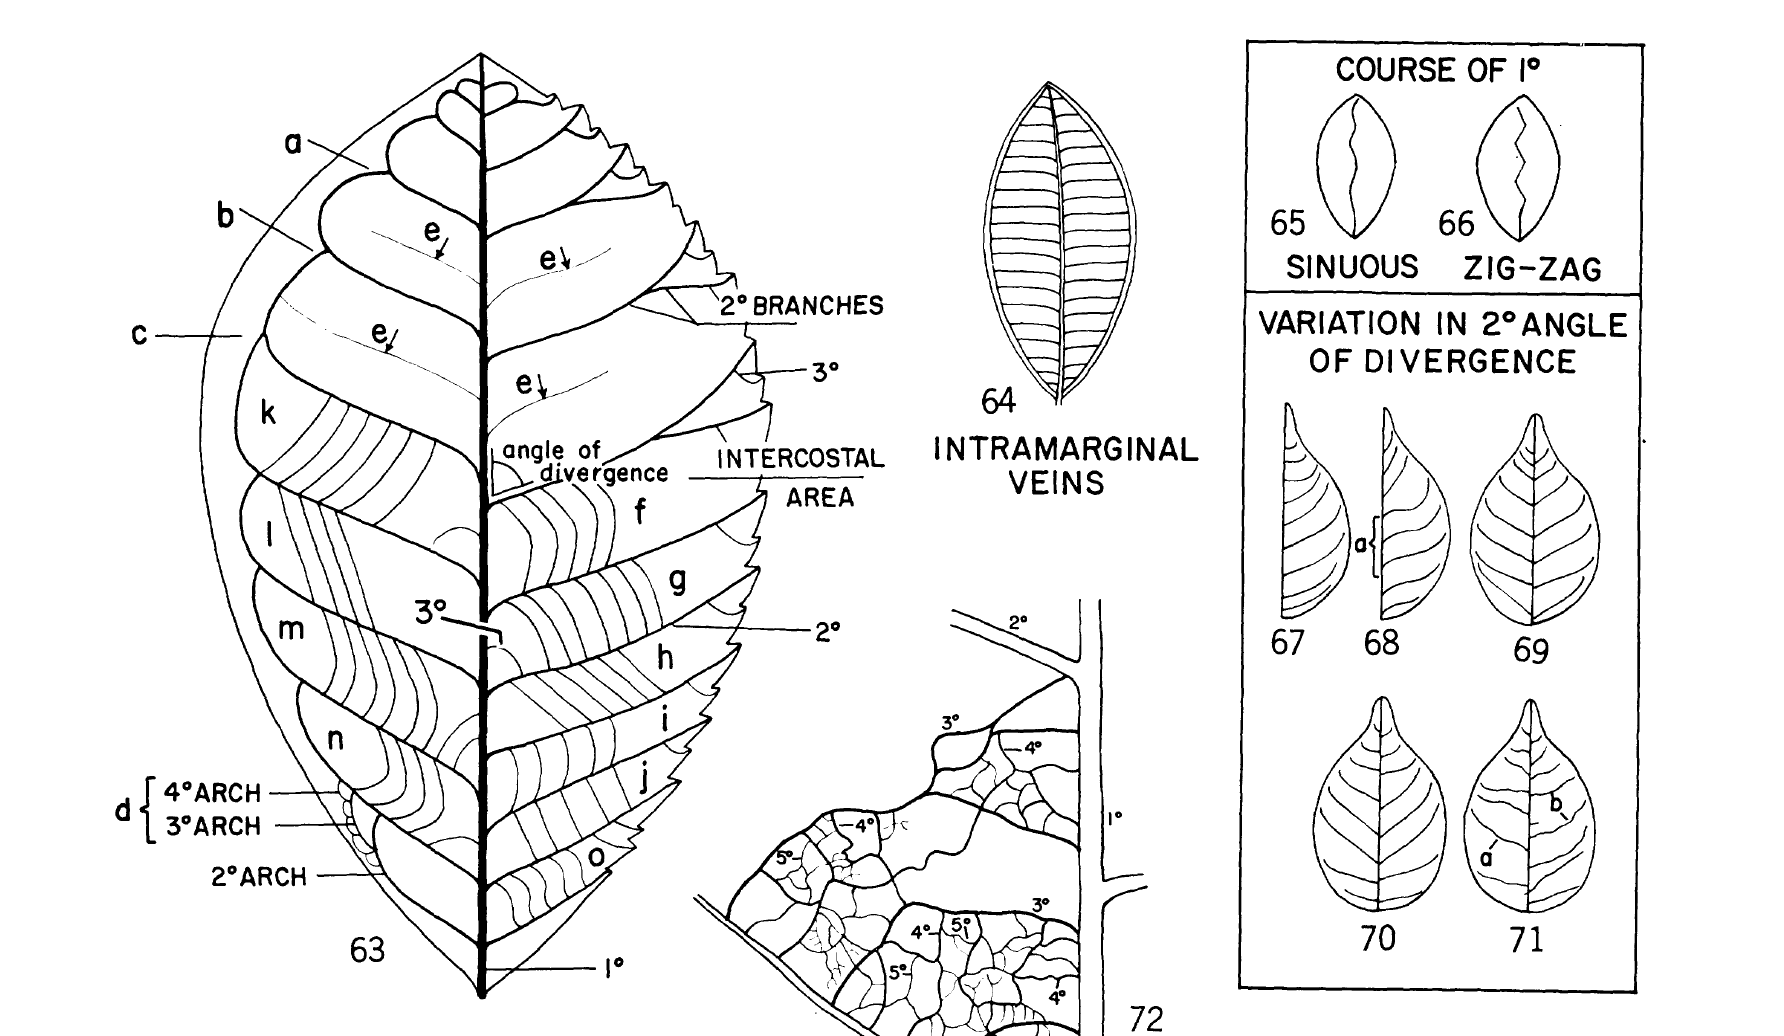 a
b
c
e
e
e
e
k
l
m
n
3°
d
4°ARCH
3°ARCH
2°ARCH
63
2°BRANCHES
3°
angle of
divergence
INTERCOSTAL
AREA
f
g
2°
h
i
j
o
1°
64
INTRAMARGINAL
VEINS
2°
3°
4°
1°
4°
5°
3°
4°
5°
5°
4°
72
COURSE OF 1°
65
66
SINUOUS
ZIG-ZAG
VARIATION IN 2°ANGLE
OF DIVERGENCE
a
67
68
69
b
a
70
71